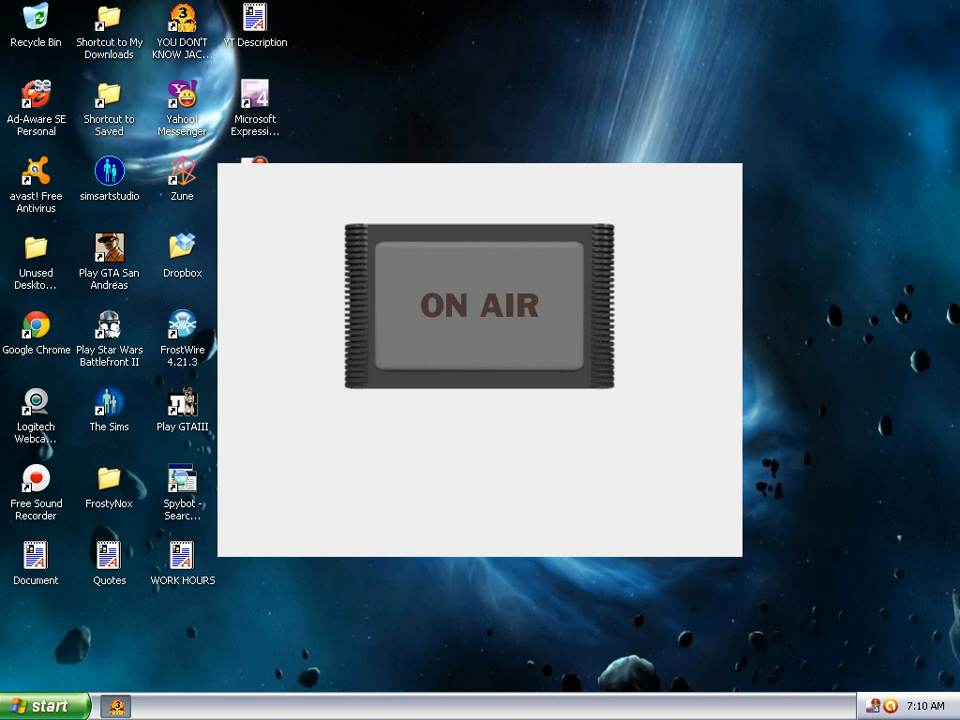 Recycle Bin
Shortcut to My
Downloads
YOU DON'T
KNOW JAC...
YT Description
Ad-Aware SE
Personal
Shortcut to
Saved
Yahoo!
Messenger
Microsoft
Expressi...
avast! Free
Antivirus
simsartstudio
Zune
Unused
Deskto...
Play GTA San
Andreas
Dropbox
Google Chrome
Play Star Wars
Battlefront II
FrostWire
4.21.3
Logitech
Webca...
The Sims
Play GTAIII
Free Sound
Recorder
FrostyNox
Spybot -
Searc...
Document
Quotes
WORK HOURS
ON AIR
start
7:10 AM